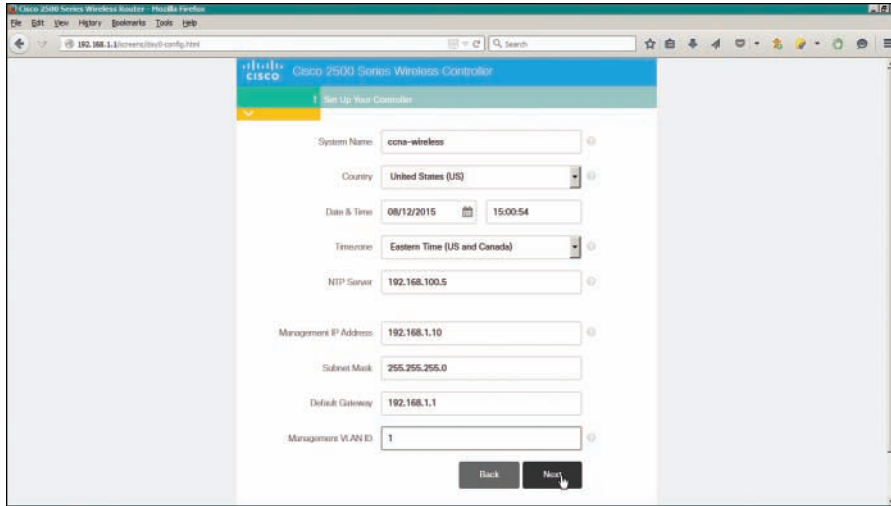 Cisco 2500 Series Wireless Router - Mozilla Firefox
File Edit View History Bookmarks Tools Help
192.168.1.1/screens/day0-config.html Search
CISCO Cisco 2500 Series Wireless Controller
1 Set Up Your Controller
System Name ccna-wireless
Country United States (US)
Date & Time 08/12/2015 15:00:54
Timezone Eastern Time (US and Canada)
NTP Server 192.168.100.5
Management IP Address 192.168.1.10
Subnet Mask 255.255.255.0
Default Gateway 192.168.1.1
Management VLAN ID 1
Back Next